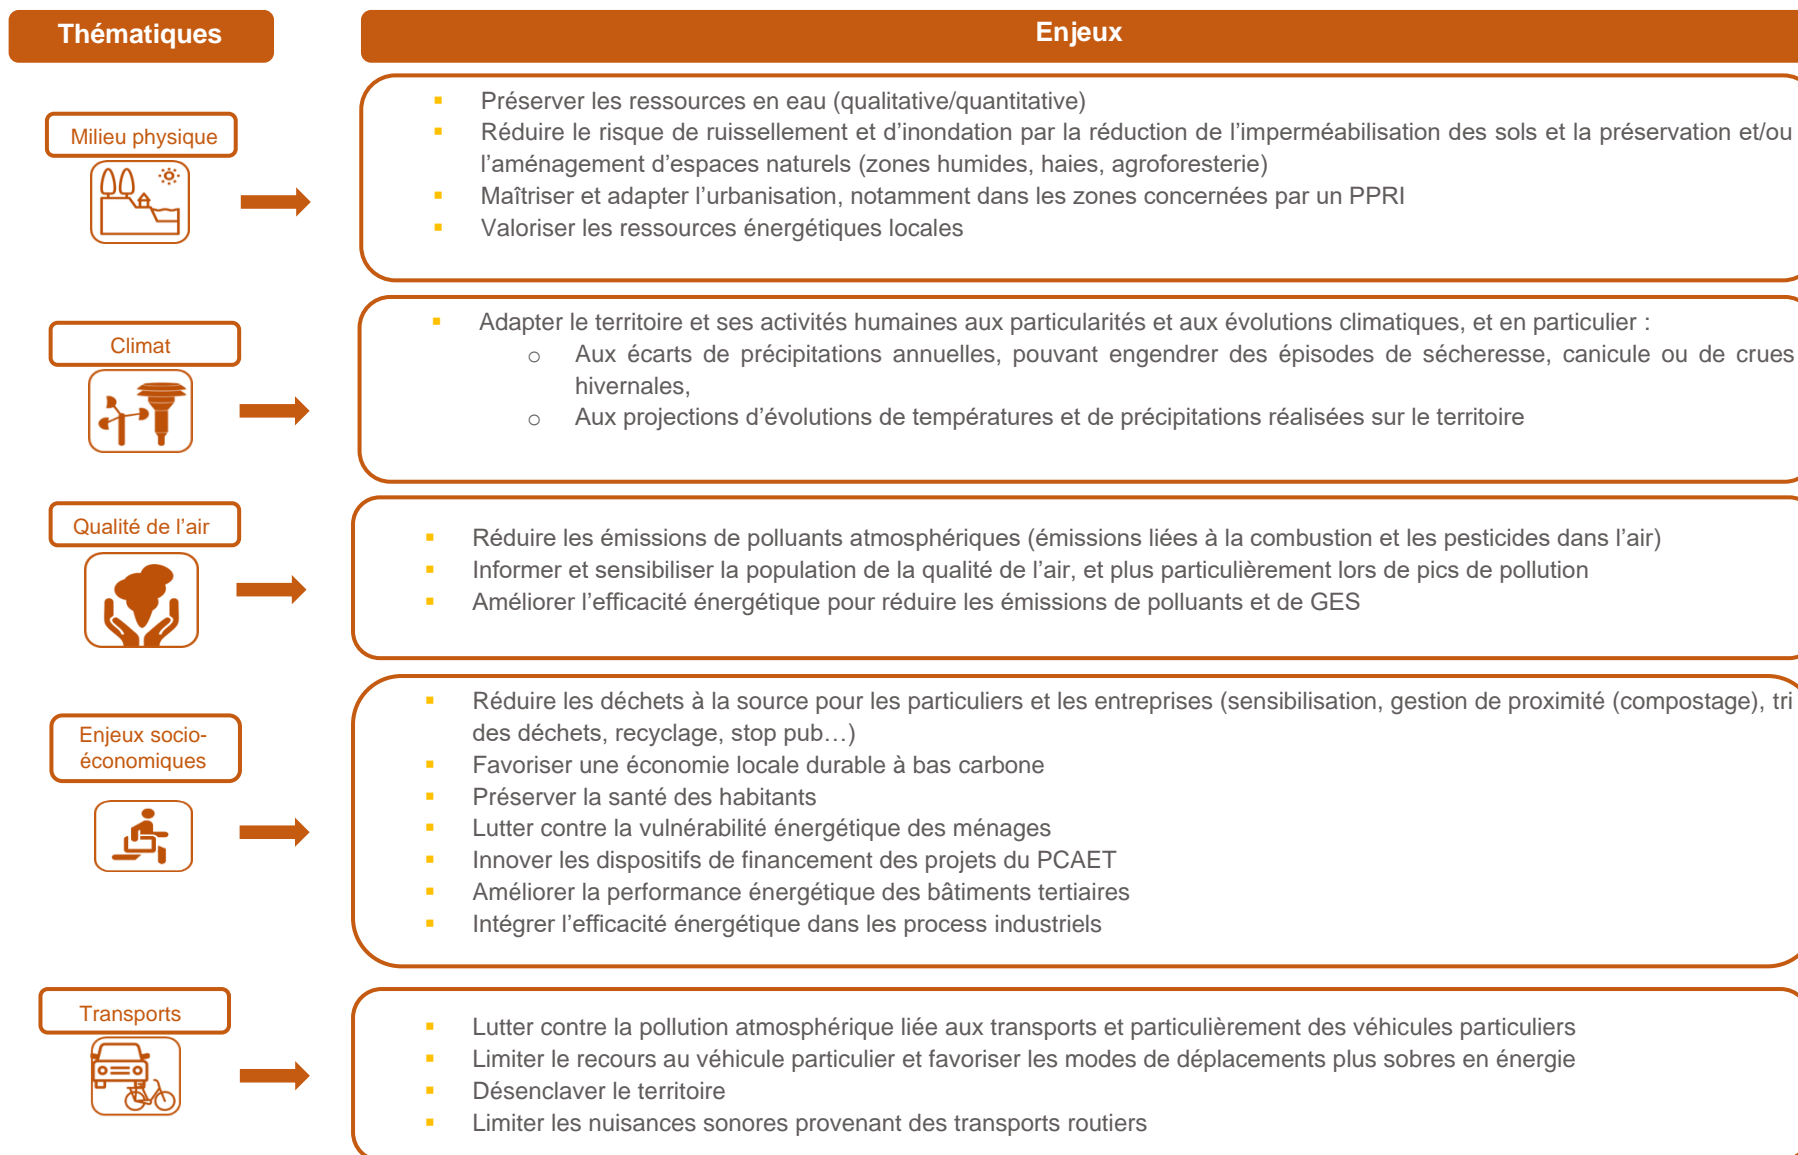 Thématiques
Enjeux
Milieu physique
Préserver les ressources en eau (qualitative/quantitative)
Réduire le risque de ruissellement et d’inondation par la réduction de l’imperméabilisation des sols et la préservation et/ou
l’aménagement d’espaces naturels (zones humides, haies, agroforesterie)
Maîtriser et adapter l’urbanisation, notamment dans les zones concernées par un PPRI
Valoriser les ressources énergétiques locales
Climat
Adapter le territoire et ses activités humaines aux particularités et aux évolutions climatiques, et en particulier :
Aux écarts de précipitations annuelles, pouvant engendrer des épisodes de sécheresse, canicule ou de crues
hivernales,
Aux projections d’évolutions de températures et de précipitations réalisées sur le territoire
Qualité de l’air
Réduire les émissions de polluants atmosphériques (émissions liées à la combustion et les pesticides dans l’air)
Informer et sensibiliser la population de la qualité de l’air, et plus particulièrement lors de pics de pollution
Améliorer l’efficacité énergétique pour réduire les émissions de polluants et de GES
Enjeux socio-
économiques
Réduire les déchets à la source pour les particuliers et les entreprises (sensibilisation, gestion de proximité (compostage), tri
des déchets, recyclage, stop pub…)
Favoriser une économie locale durable à bas carbone
Préserver la santé des habitants
Lutter contre la vulnérabilité énergétique des ménages
Innover les dispositifs de financement des projets du PCAET
Améliorer la performance énergétique des bâtiments tertiaires
Intégrer l’efficacité énergétique dans les process industriels
Transports
Lutter contre la pollution atmosphérique liée aux transports et particulièrement des véhicules particuliers
Limiter le recours au véhicule particulier et favoriser les modes de déplacements plus sobres en énergie
Désenclaver le territoire
Limiter les nuisances sonores provenant des transports routiers